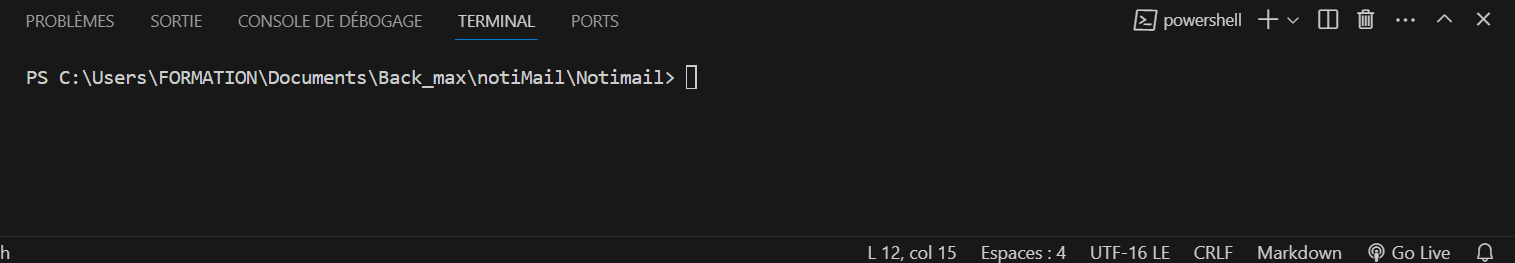 PROBLÈMES SORTIE CONSOLE DE DÉBOGAGE TERMINAL PORTS powershell
PS C:\Users\FORMATION\Documents\Back_max\notiMail\Notimail>
h L 12, col 15 Espaces : 4 UTF-16 LE CRLF Markdown Go Live